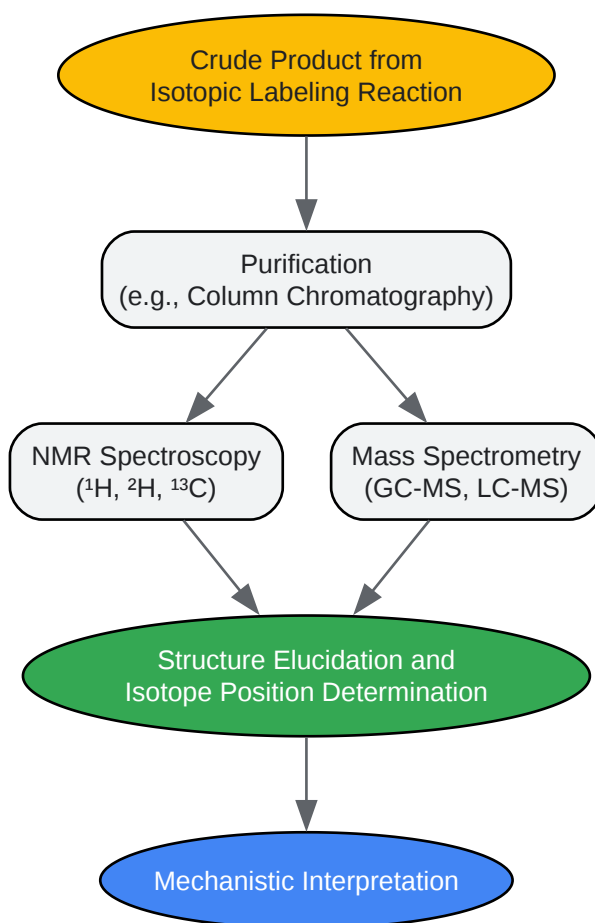 Crude Product from
Isotopic Labeling Reaction
Purification
(e.g., Column Chromatography)
NMR Spectroscopy
(¹H, ²H, ¹³C)
Mass Spectrometry
(GC-MS, LC-MS)
Structure Elucidation and
Isotope Position Determination
Mechanistic Interpretation